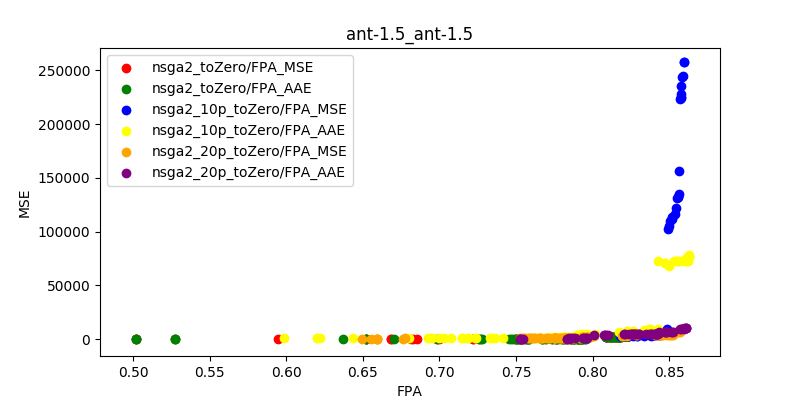 ant-1.5_ant-1.5
250000
200000
150000
100000
50000
0
MSE
nsga2_toZero/FPA_MSE
nsga2_toZero/FPA_AAE
nsga2_10p_toZero/FPA_MSE
nsga2_10p_toZero/FPA_AAE
nsga2_20p_toZero/FPA_MSE
nsga2_20p_toZero/FPA_AAE
0.50 0.55 0.60 0.65 0.70 0.75 0.80 0.85
FPA